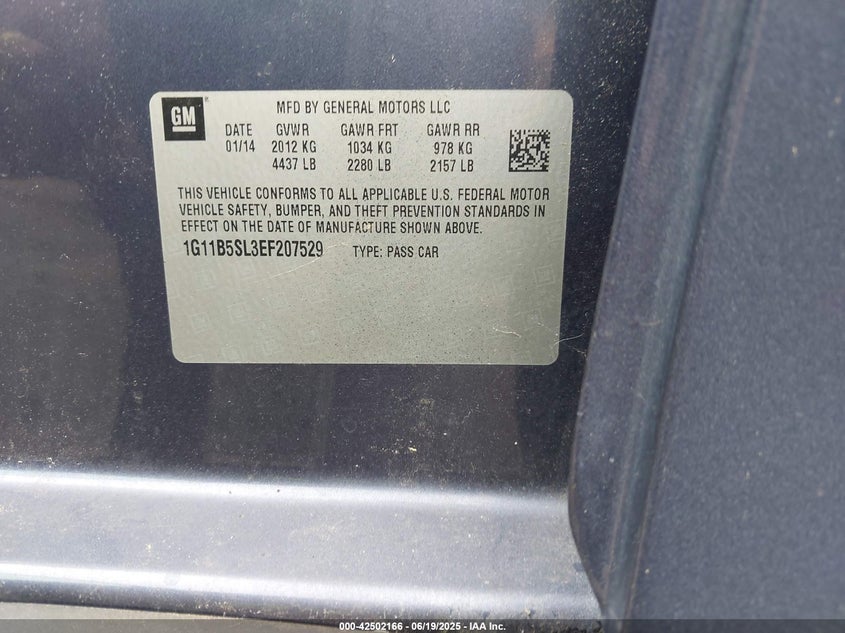 GM
MFD BY GENERAL MOTORS LLC
DATE GVWR GAWR FRT GAWR RR
01/14 2012 KG 1034 KG 978 KG
4437 LB 2280 LB 2157 LB
THIS VEHICLE CONFORMS TO ALL APPLICABLE U.S. FEDERAL MOTOR
VEHICLE SAFETY, BUMPER, AND THEFT PREVENTION STANDARDS IN
EFFECT ON THE DATE OF MANUFACTURE SHOWN ABOVE.
1G11B5SL3EF207529 TYPE: PASS CAR
000-42502166 - 06/19/2025 - IAA Inc.